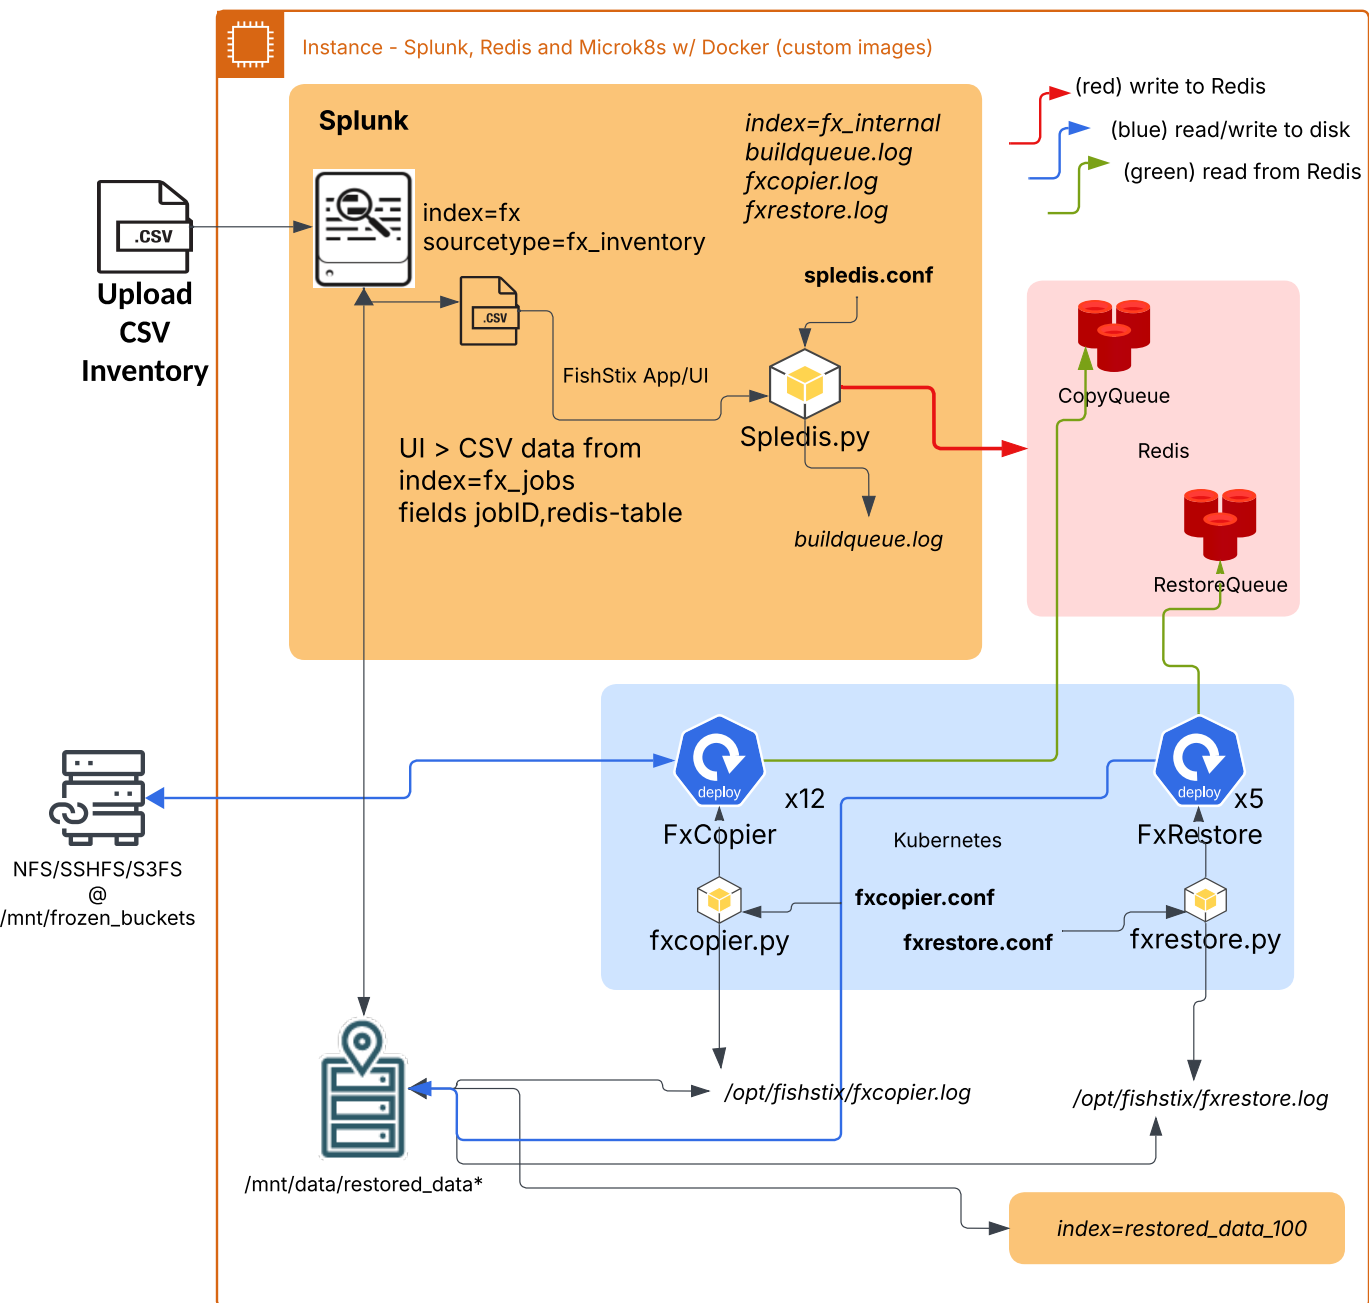 Instance - Splunk, Redis and Microk8s w/ Docker (custom images)
(red) write to Redis
(blue) read/write to disk
(green) read from Redis
Splunk
index=fx_internal
buildqueue.log
fxcopier.log
fxrestore.log
.CSV
Upload
CSV
Inventory
index=fx
sourcetype=fx_inventory
.CSV
spledis.conf
FishStix App/UI
Spledis.py
UI > CSV data from
index=fx_jobs
fields jobID,redis-table
buildqueue.log
CopyQueue
Redis
RestoreQueue
deploy
x12
FxCopier
deploy
x5
FxRestore
Kubernetes
fxcopier.conf
fxcopier.py
fxrestore.conf
fxrestore.py
NFS/SSHFS/S3FS
@
/mnt/frozen_buckets
/opt/fishstix/fxcopier.log
/opt/fishstix/fxrestore.log
/mnt/data/restored_data*
index=restored_data_100